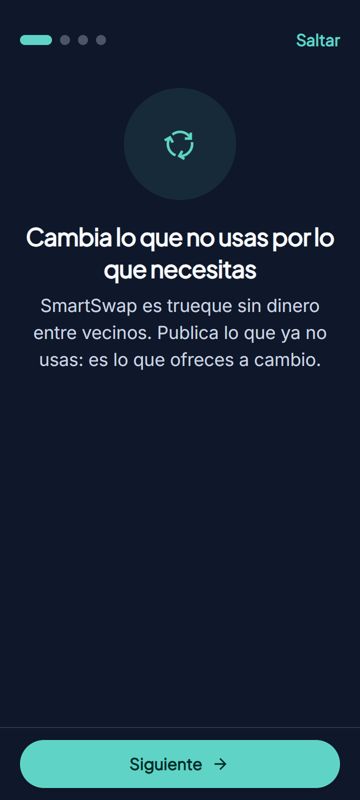 Saltar
Cambia lo que no usas por lo
que necesitas
SmartSwap es trueque sin dinero
entre vecinos. Publica lo que ya no
usas: es lo que ofreces a cambio.
Siguiente